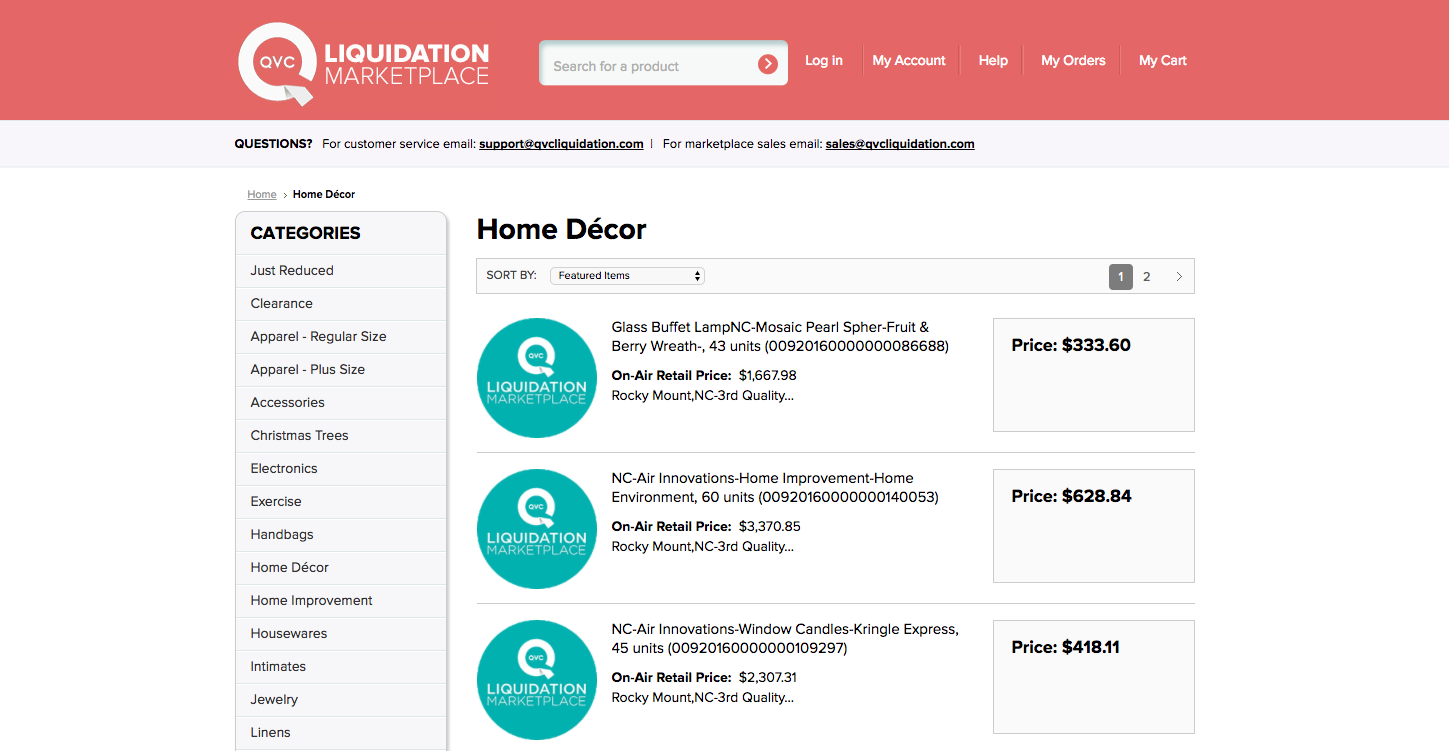 QVC LIQUIDATION
MARKETPLACE
Search for a product
Log in
My Account
Help
My Orders
My Cart
QUESTIONS? For customer service email: support@qvcliquidation.com | For marketplace sales email: sales@qvcliquidation.com
Home › Home Décor
CATEGORIES
Just Reduced
Clearance
Apparel - Regular Size
Apparel - Plus Size
Accessories
Christmas Trees
Electronics
Exercise
Handbags
Home Décor
Home Improvement
Housewares
Intimates
Jewelry
Linens
Home Décor
SORT BY: Featured Items
1 2 >
QVC
LIQUIDATION
MARKETPLACE
Glass Buffet LampNC-Mosaic Pearl Spher-Fruit &
Berry Wreath-, 43 units (00920160000000086688)
On-Air Retail Price: $1,667.98
Rocky Mount,NC-3rd Quality...
Price: $333.60
QVC
LIQUIDATION
MARKETPLACE
NC-Air Innovations-Home Improvement-Home
Environment, 60 units (00920160000000140053)
On-Air Retail Price: $3,370.85
Rocky Mount,NC-3rd Quality...
Price: $628.84
QVC
LIQUIDATION
MARKETPLACE
NC-Air Innovations-Window Candles-Kringle Express,
45 units (00920160000000109297)
On-Air Retail Price: $2,307.31
Rocky Mount,NC-3rd Quality...
Price: $418.11